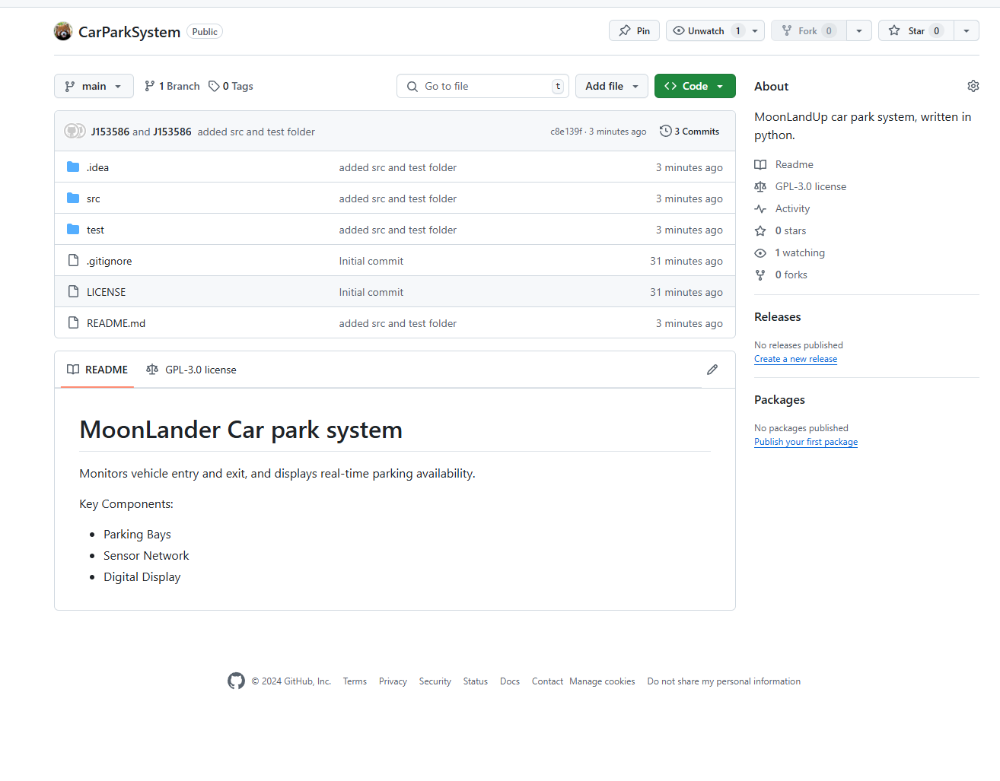 CarParkSystem Public Pin Unwatch 1 Fork 0 Star 0
main 1 Branch 0 Tags Go to file t Add file Code
J153586 and J153586 added src and test folder c8e139f · 3 minutes ago 3 Commits
.idea added src and test folder 3 minutes ago
src added src and test folder 3 minutes ago
test added src and test folder 3 minutes ago
.gitignore Initial commit 31 minutes ago
LICENSE Initial commit 31 minutes ago
README.md added src and test folder 3 minutes ago
README GPL-3.0 license
MoonLander Car park system
Monitors vehicle entry and exit, and displays real-time parking availability.
Key Components:
Parking Bays
Sensor Network
Digital Display
About
MoonLandUp car park system, written in
python.
Readme
GPL-3.0 license
Activity
0 stars
1 watching
0 forks
Releases
No releases published
Create a new release
Packages
No packages published
Publish your first package
© 2024 GitHub, Inc. Terms Privacy Security Status Docs Contact Manage cookies Do not share my personal information